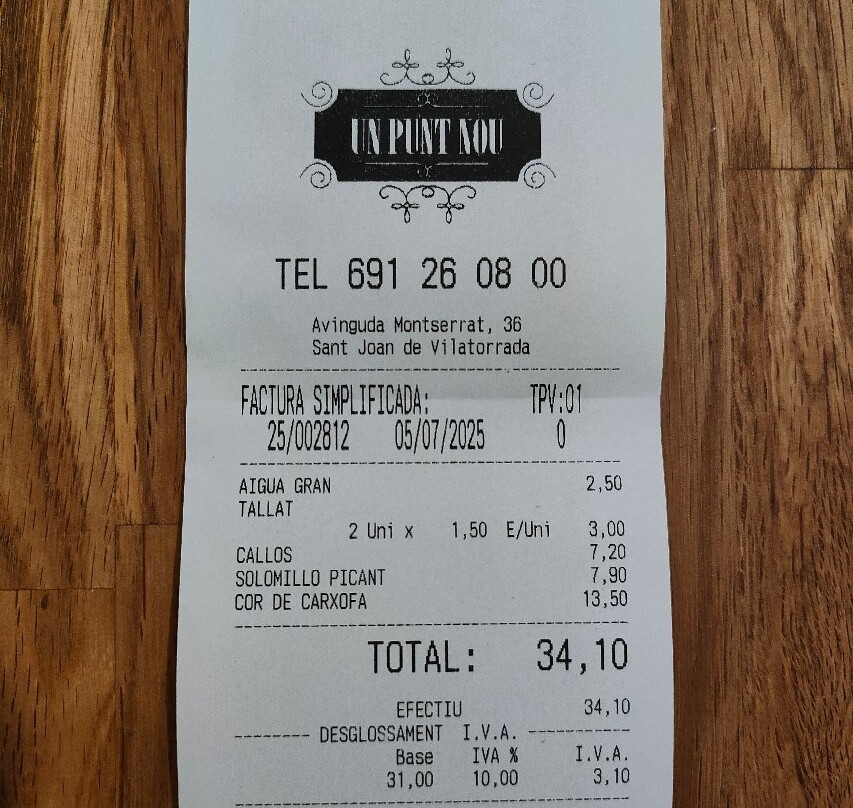 UN PUNT NOU
TEL 691 26 08 00
Avinguda Montserrat, 36
Sant Joan de Vilatorrada
FACTURA SIMPLIFICADA: TPV:01
25/002812 05/07/2025 0
AIGUA GRAN 2,50
TALLAT
2 Uni x 1,50 E/Uni 3,00
CALLOS 7,20
SOLOMILLO PICANT 7,90
COR DE CARXOFA 13,50
TOTAL: 34,10
EFECTIU 34,10
DESGLOSSAMENT I.V.A.
Base IVA % I.V.A.
31,00 10,00 3,10